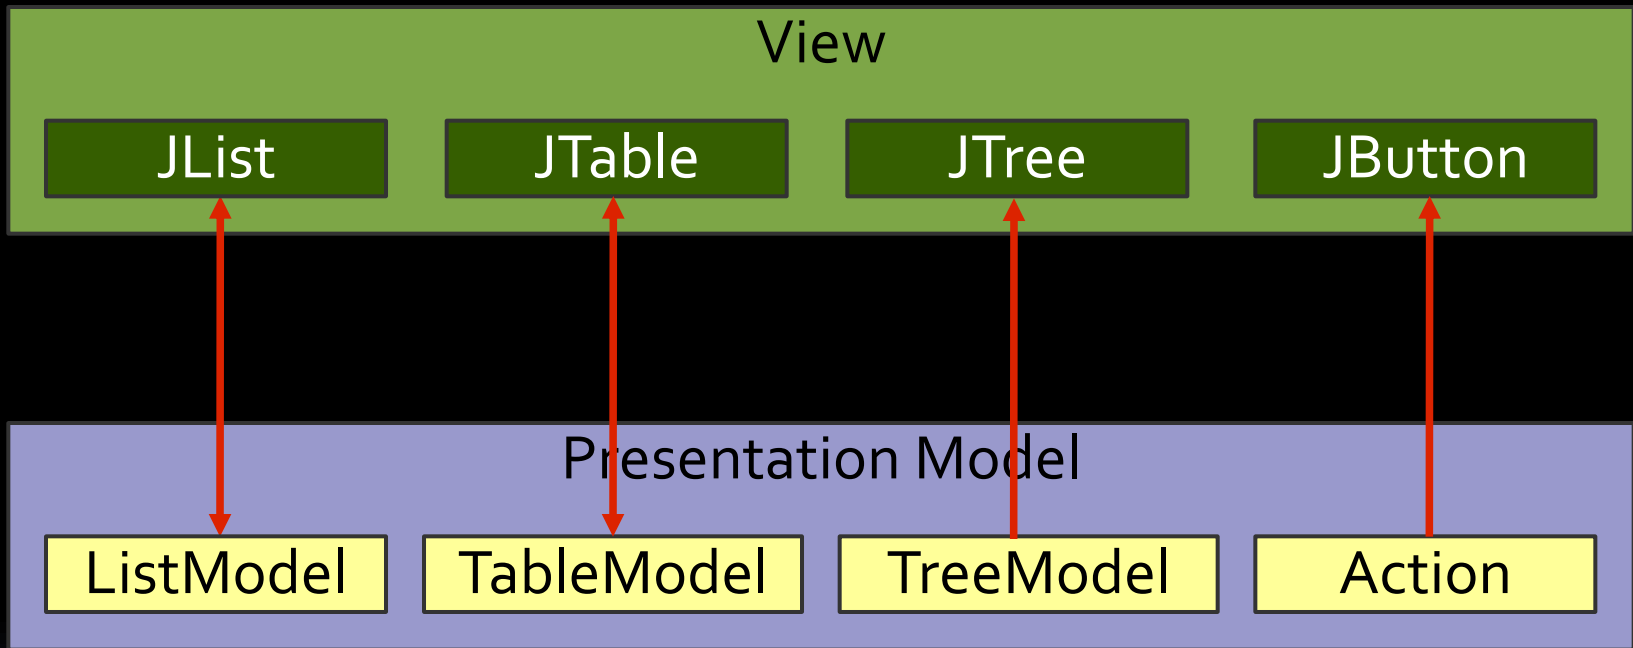 View
JList
JTable
JTree
JButton
Presentation Model
ListModel
TableModel
TreeModel
Action